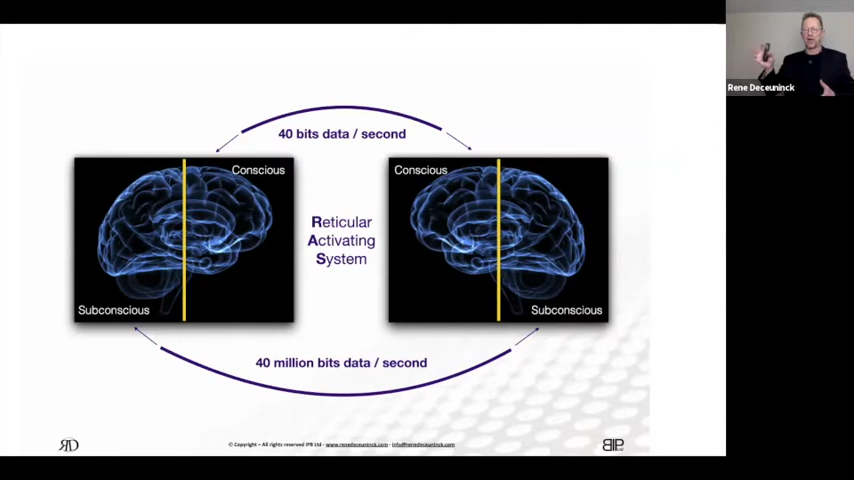 Rene Deceuninck
40 bits data / second
Conscious
Conscious
Reticular
Activating
System
Subconscious
Subconscious
40 million bits data / second
© Copyright – All rights reserved IPB Ltd - www.renedeceuninck.com - info@renedeceuninck.com